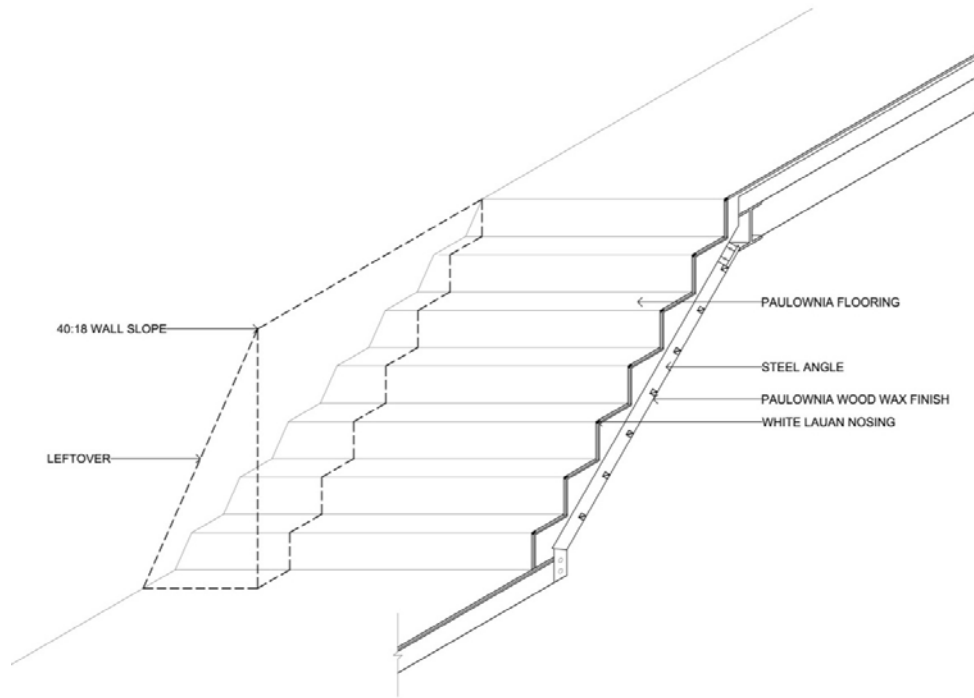 PAULOWNIA FLOORING
40:18 WALL SLOPE
STEEL ANGLE
PAULOWNIA WOOD WAX FINISH
WHITE LAUAN NOSING
LEFTOVER